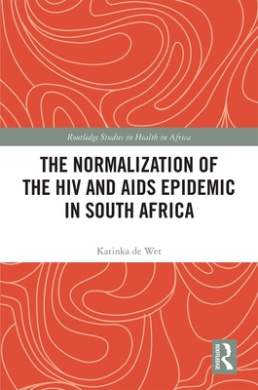 Routledge Studies in Health in Africa
THE NORMALIZATION OF
THE HIV AND AIDS EPIDEMIC
IN SOUTH AFRICA
Katinka de Wet
Routledge